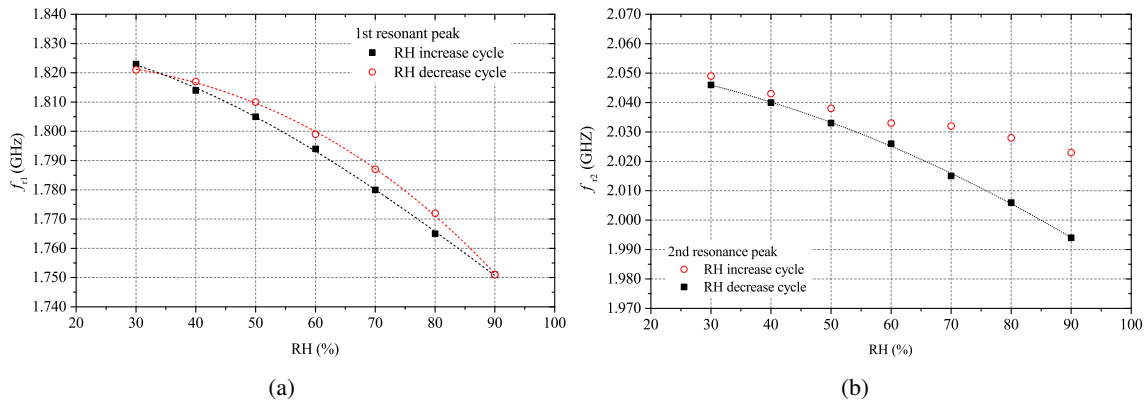 1.840
1.830
1.820
1.810
1.800
1.790
1.780
1.770
1.760
1.750
1.740
f r1 (GHz)
1st resonant peak
RH increase cycle
RH decrease cycle
20 30 40 50 60 70 80 90 100
RH (%)
(a)
2.070
2.060
2.050
2.040
2.030
2.020
2.010
2.000
1.990
1.980
1.970
f r2 (GHZ)
2nd resonance peak
RH increase cycle
RH decrease cycle
20 30 40 50 60 70 80 90 100
RH (%)
(b)